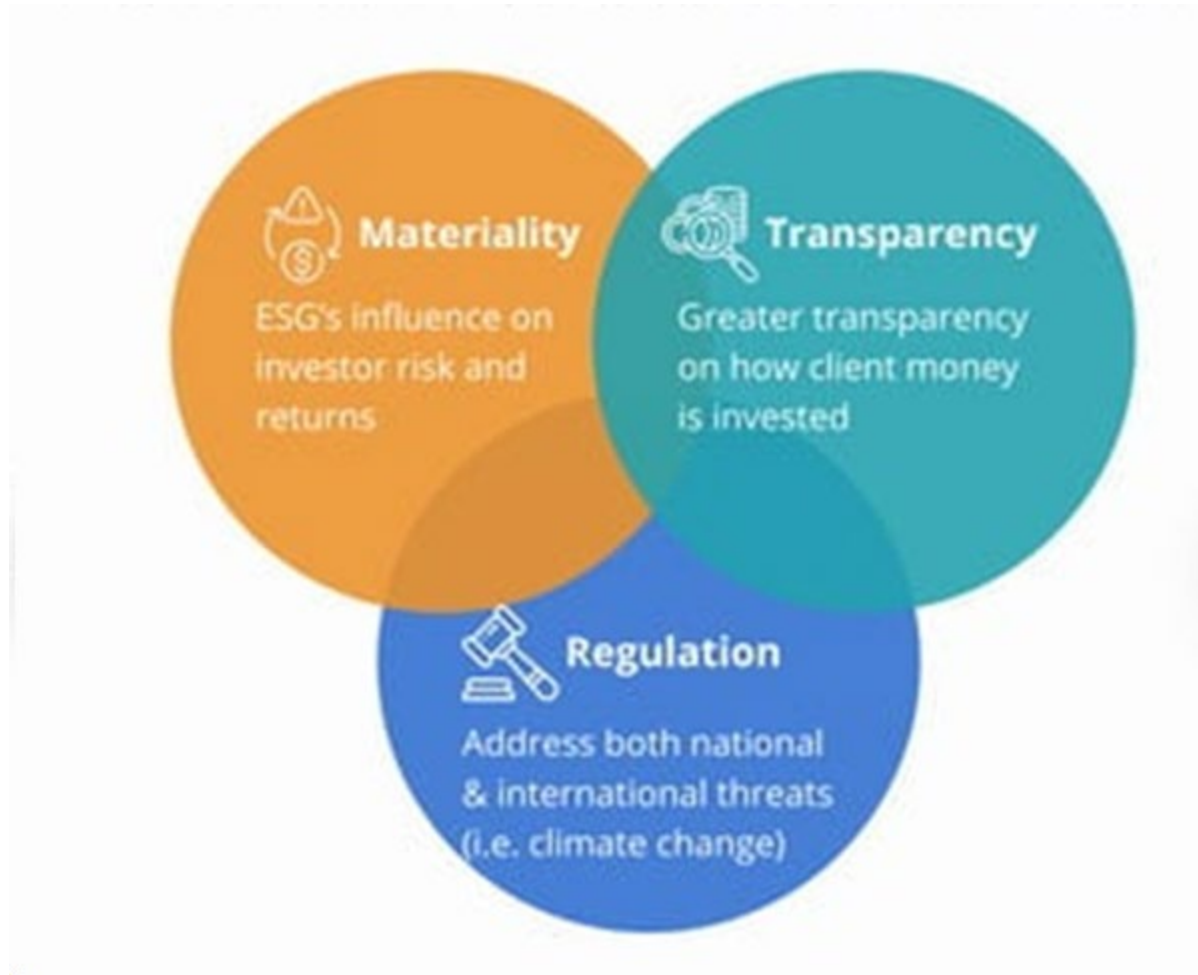 Materiality
ESG's influence on
investor risk and
returns
Transparency
Greater transparency
on how client money
is invested
Regulation
Address both national
& international threats
(i.e. climate change)